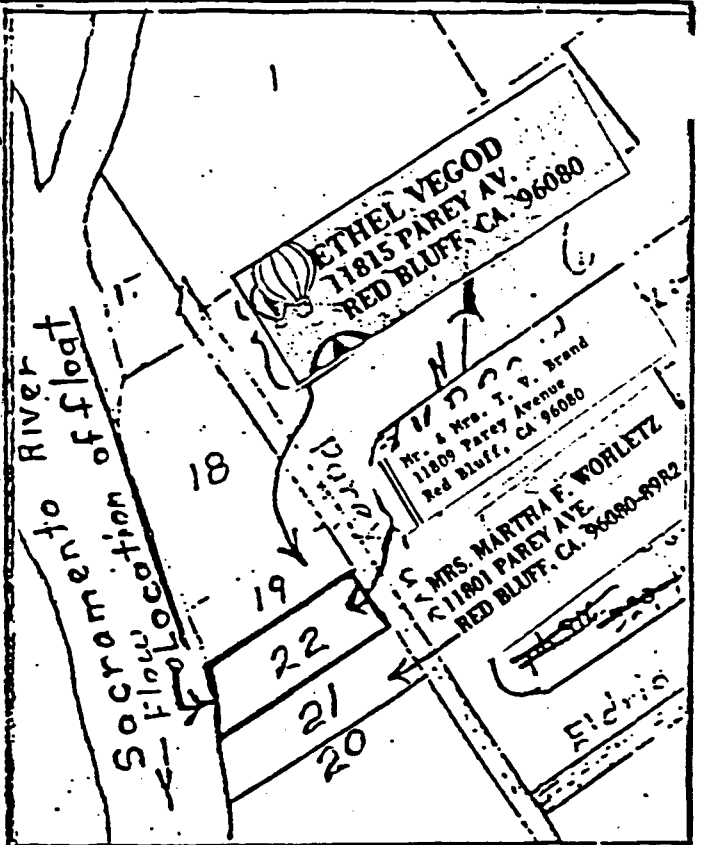 1
ETHEL VEGOD
11815 PAREY AV.
RED BLUFF, CA. 96080
6
N
Mr. & Mrs. T. V. Brand
11809 Parey Avenue
Red Bluff, CA 96080
MRS. MARTHA F. WOHLETZ
11801 PAREY AVE.
RED BLUFF, CA. 96080-
Sacramento River
Flow
Location of float
18
19
22
21
20